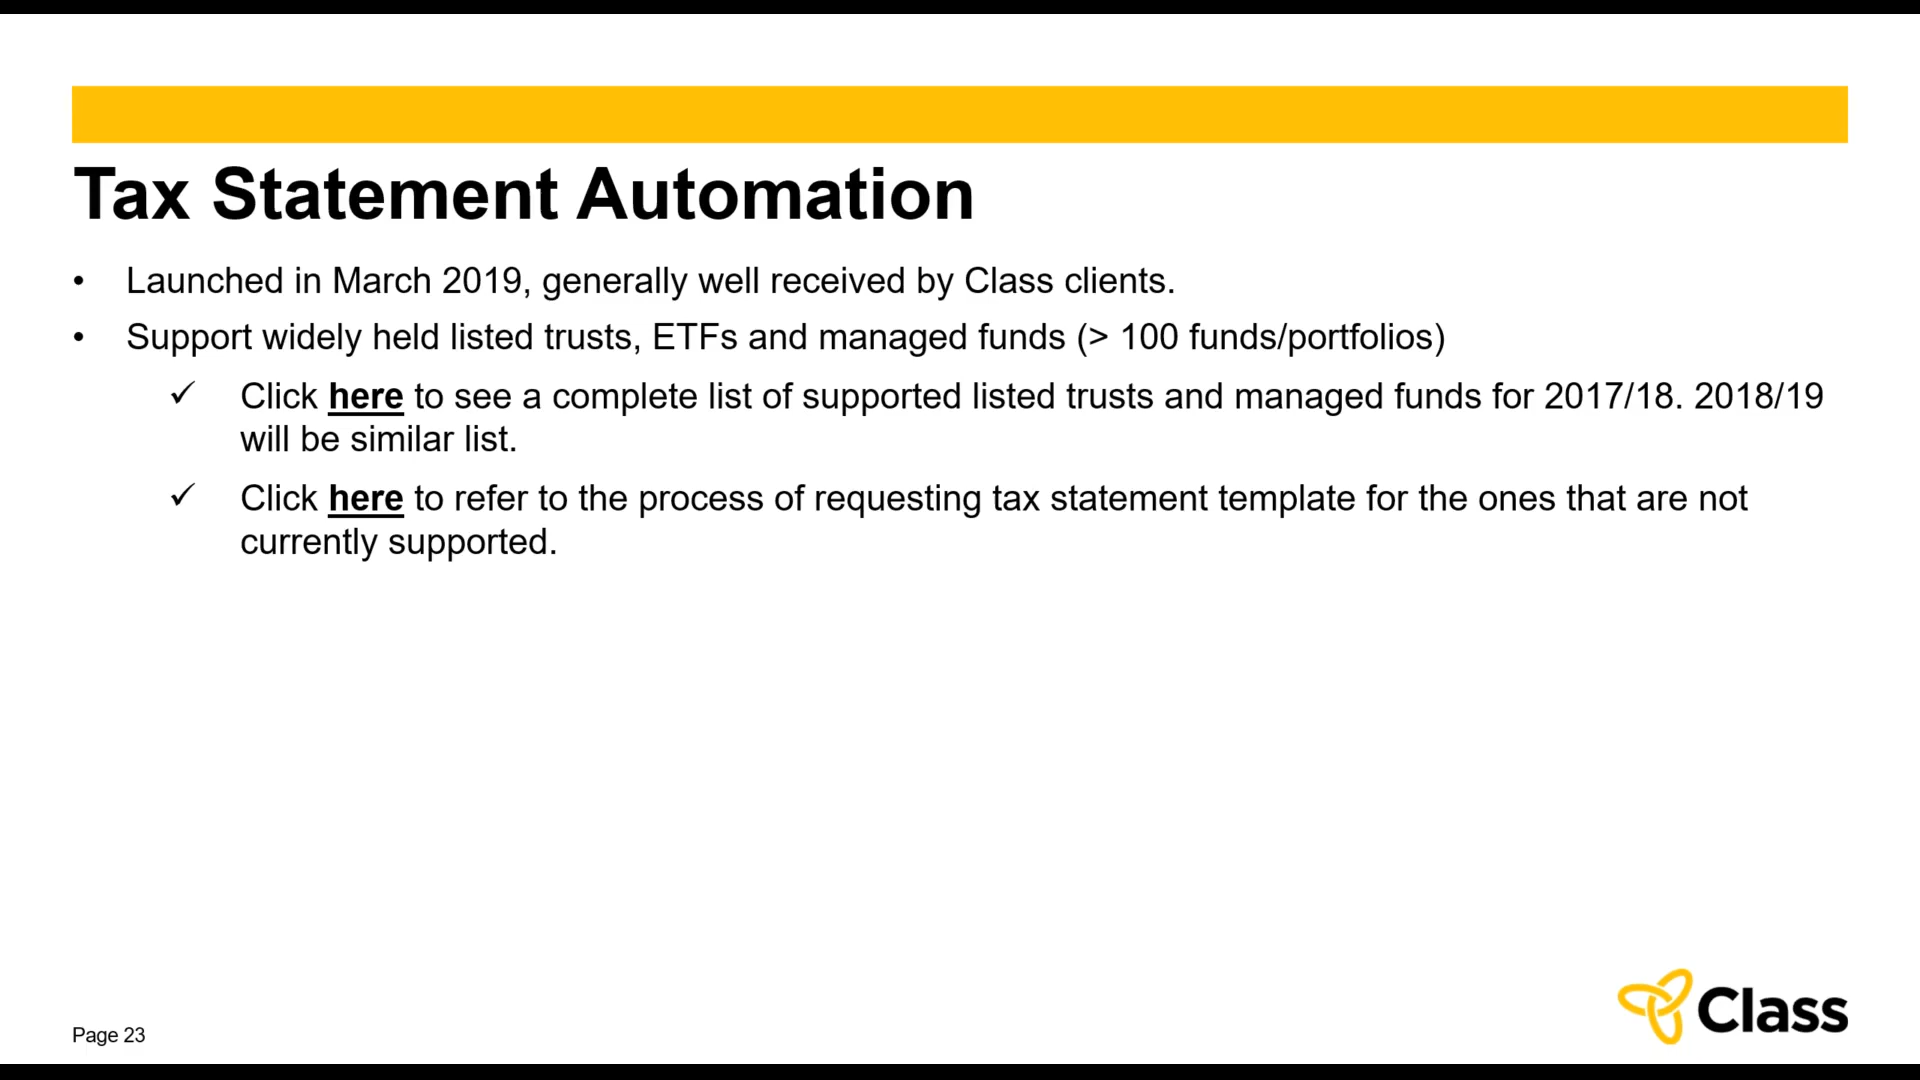 Tax Statement Automation
• Launched in March 2019, generally well received by Class clients.
• Support widely held listed trusts, ETFs and managed funds (> 100 funds/portfolios)
✓ Click here to see a complete list of supported listed trusts and managed funds for 2017/18. 2018/19
will be similar list.
✓ Click here to refer to the process of requesting tax statement template for the ones that are not
currently supported.
Class
Page 23